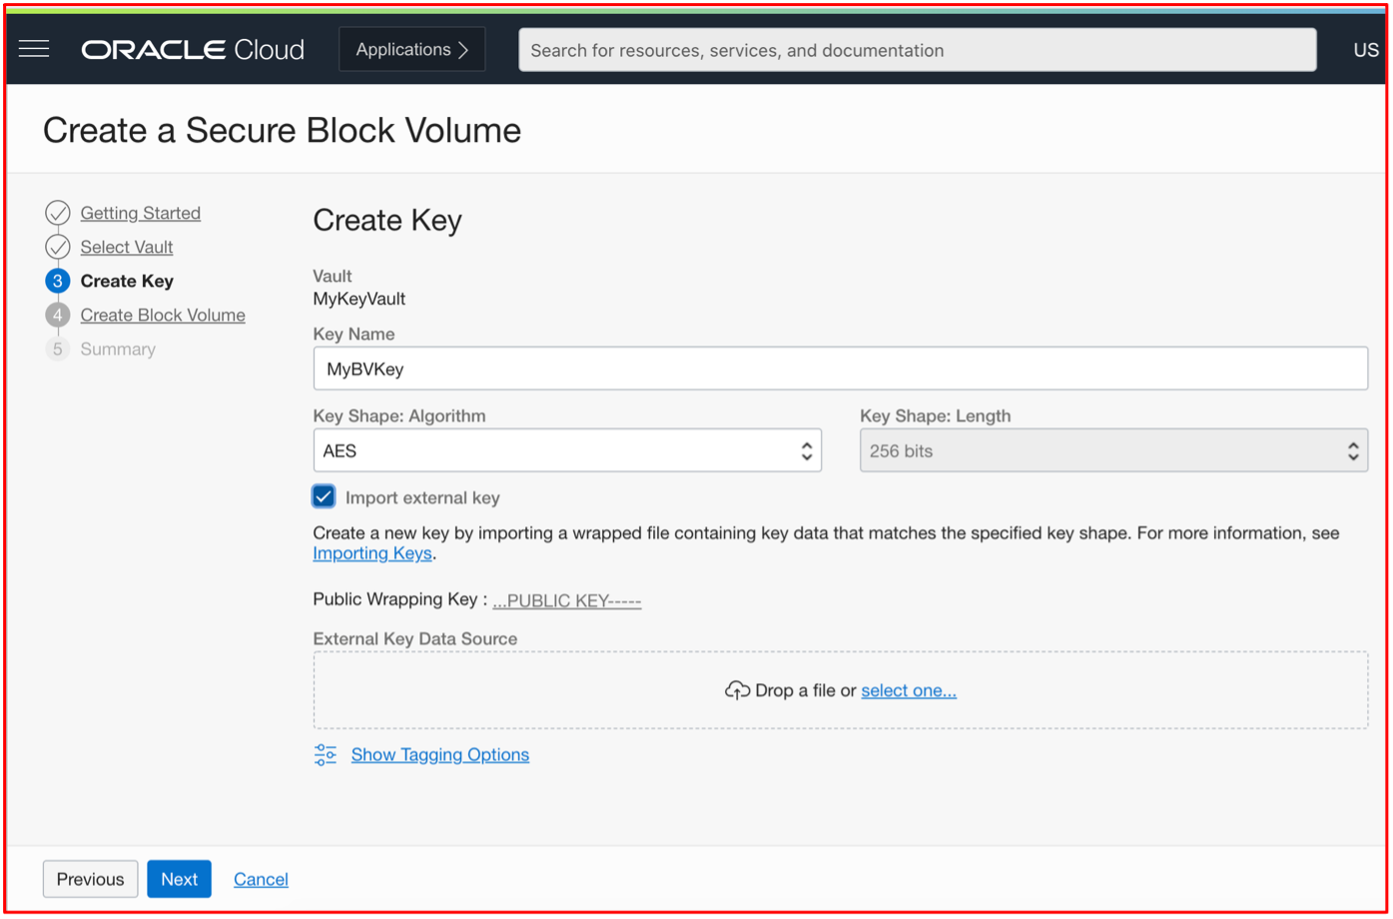 ORACLE Cloud
Applications
Search for resources, services, and documentation
US
Create a Secure Block Volume
Getting Started
Select Vault
3 Create Key
4 Create Block Volume
5 Summary
Create Key
Vault
MyKeyVault
Key Name
MyBVKey
Key Shape: Algorithm
Key Shape: Length
AES
256 bits
Import external key
Create a new key by importing a wrapped file containing key data that matches the specified key shape. For more information, see
Importing Keys.
Public Wrapping Key : ...PUBLIC KEY-----
External Key Data Source
Drop a file or select one...
Show Tagging Options
Previous
Next
Cancel